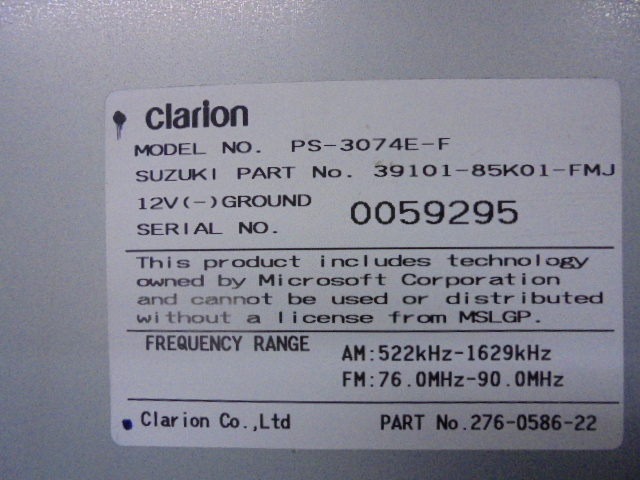 clarion
MODEL NO. PS-3074E-F
SUZUKI PART No. 39101-85K01-FMJ
12V(-)GROUND
SERIAL NO. 0059295
This product includes technology
owned by Microsoft Corporation
and cannot be used or distributed
without a license from MSLGP.
FREQUENCY RANGE AM:522kHz-1629kHz
FM:76.0MHz-90.0MHz
Clarion Co.,Ltd PART No.276-0586-22